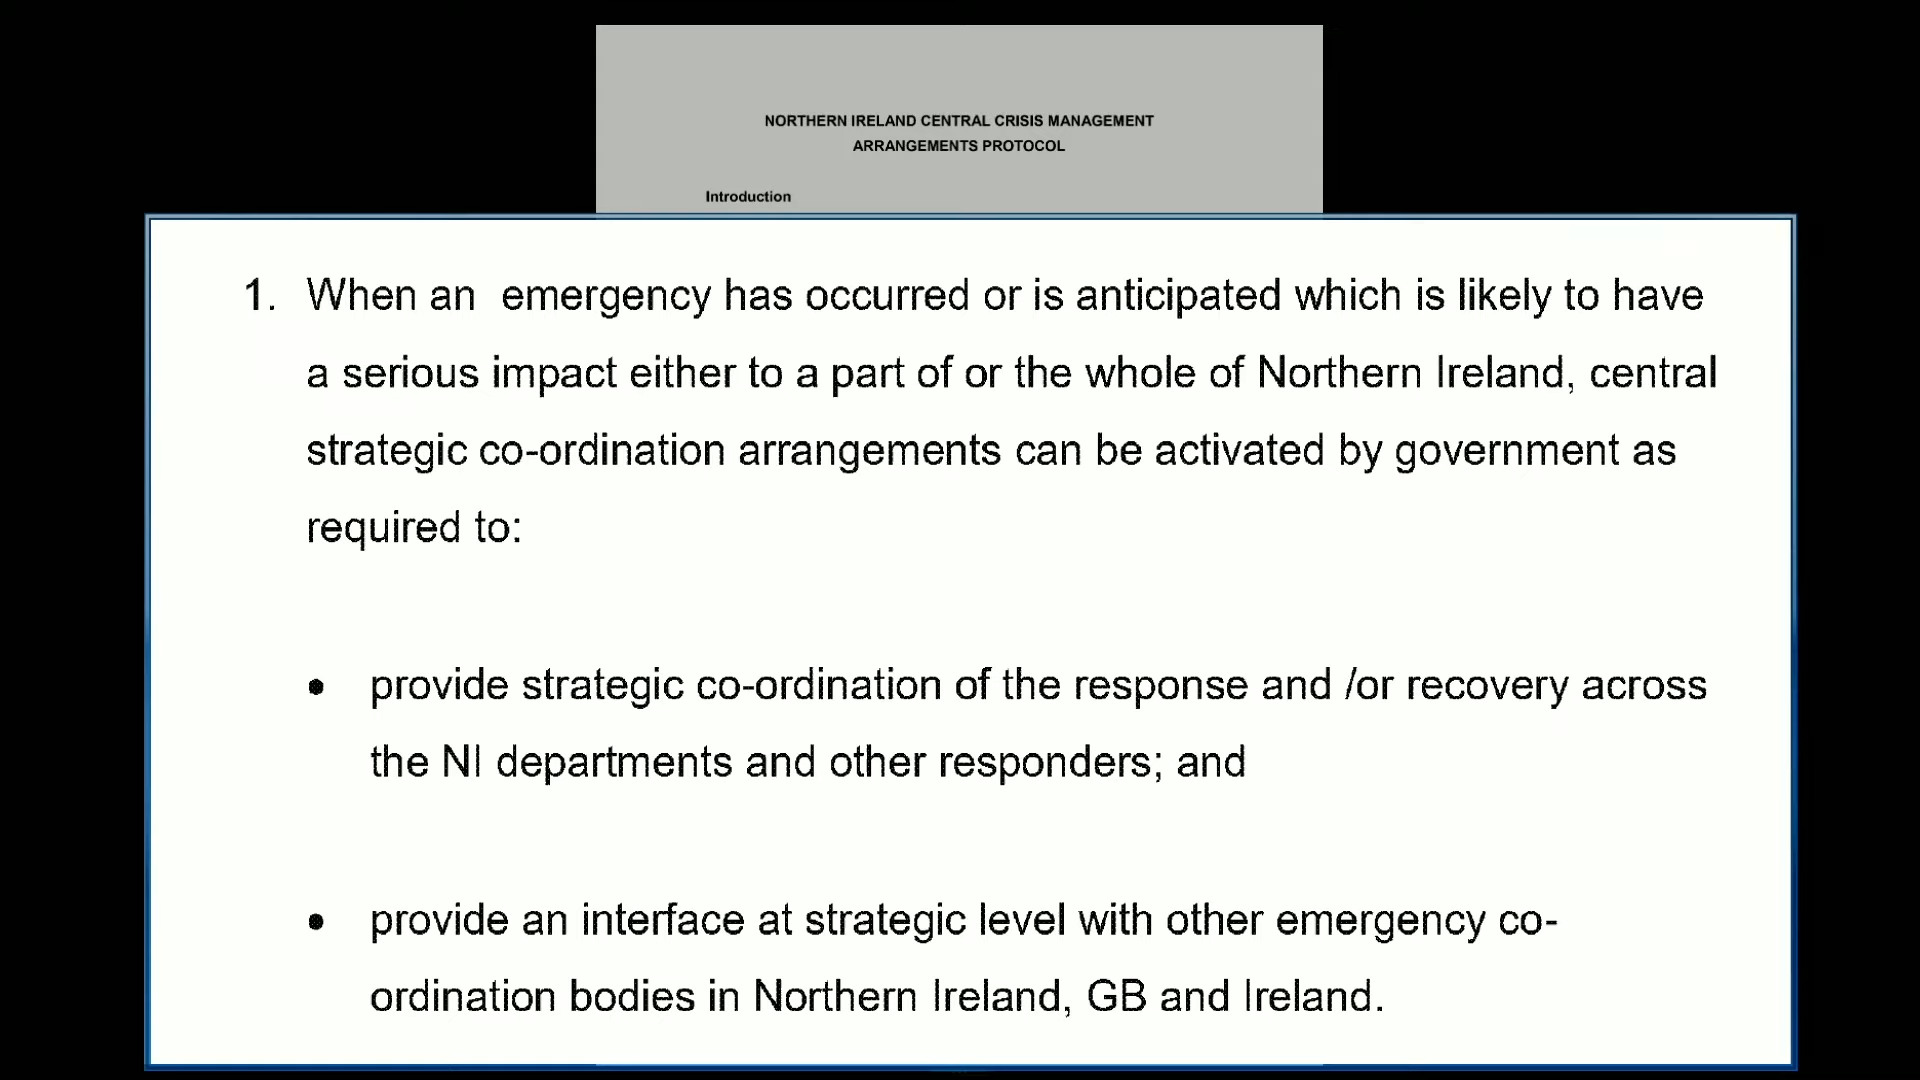 NORTHERN IRELAND CENTRAL CRISIS MANAGEMENT
ARRANGEMENTS PROTOCOL
Introduction
1. When an  emergency has occurred or is anticipated which is likely to have
a serious impact either to a part of or the whole of Northern Ireland, central
strategic co-ordination arrangements can be activated by government as
required to:
• provide strategic co-ordination of the response and /or recovery across
the NI departments and other responders; and
• provide an interface at strategic level with other emergency co-
ordination bodies in Northern Ireland, GB and Ireland.